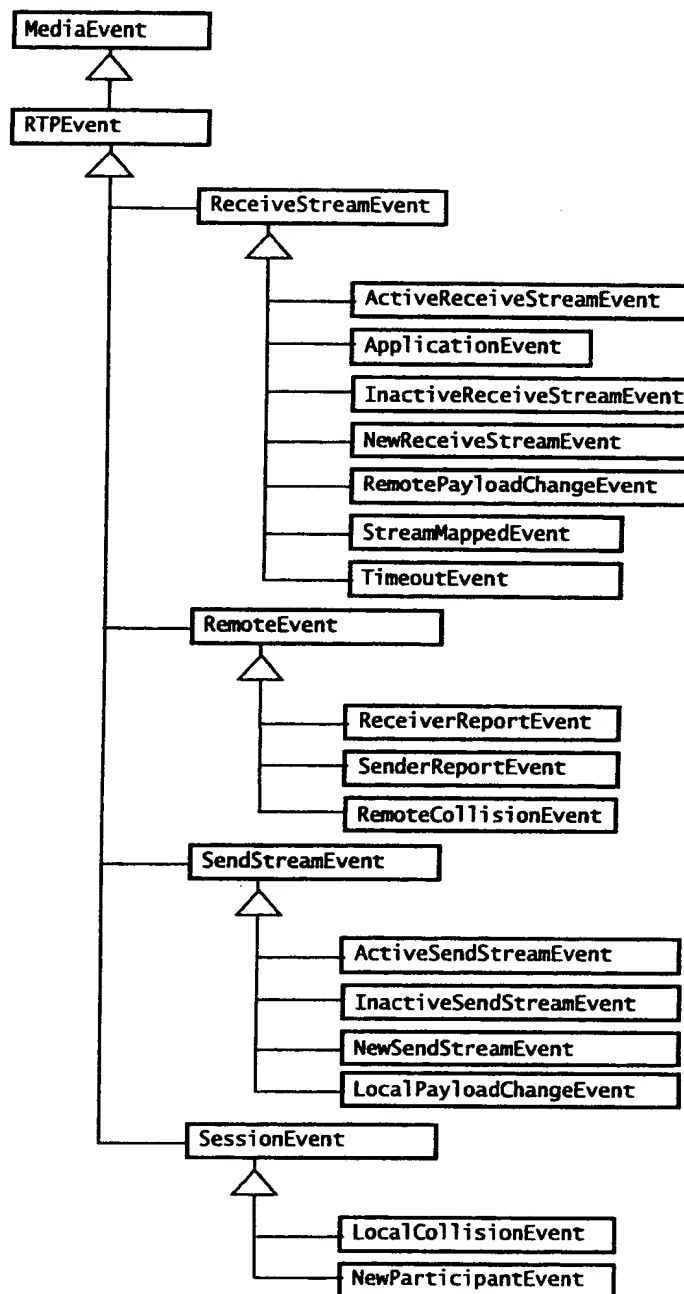 MediaEvent
RTPEvent
ReceiveStreamEvent
ActiveReceiveStreamEvent
ApplicationEvent
InactiveReceiveStreamEvent
NewReceiveStreamEvent
RemotePayloadChangeEvent
StreamMappedEvent
TimeoutEvent
RemoteEvent
ReceiverReportEvent
SenderReportEvent
RemoteCollisionEvent
SendStreamEvent
ActiveSendStreamEvent
InactiveSendStreamEvent
NewSendStreamEvent
LocalPayloadChangeEvent
SessionEvent
LocalCollisionEvent
NewParticipantEvent